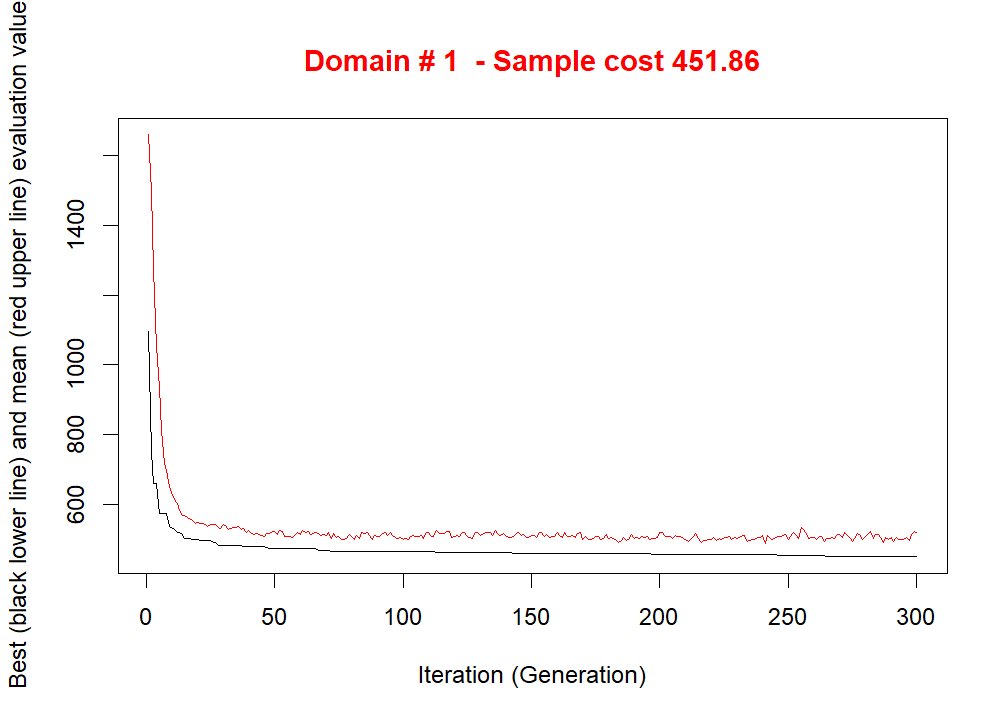 Domain # 1  - Sample cost 451.86
Best (black lower line) and mean (red upper line) evaluation value
1400
1000
800
600
0 50 100 150 200 250 300
Iteration (Generation)